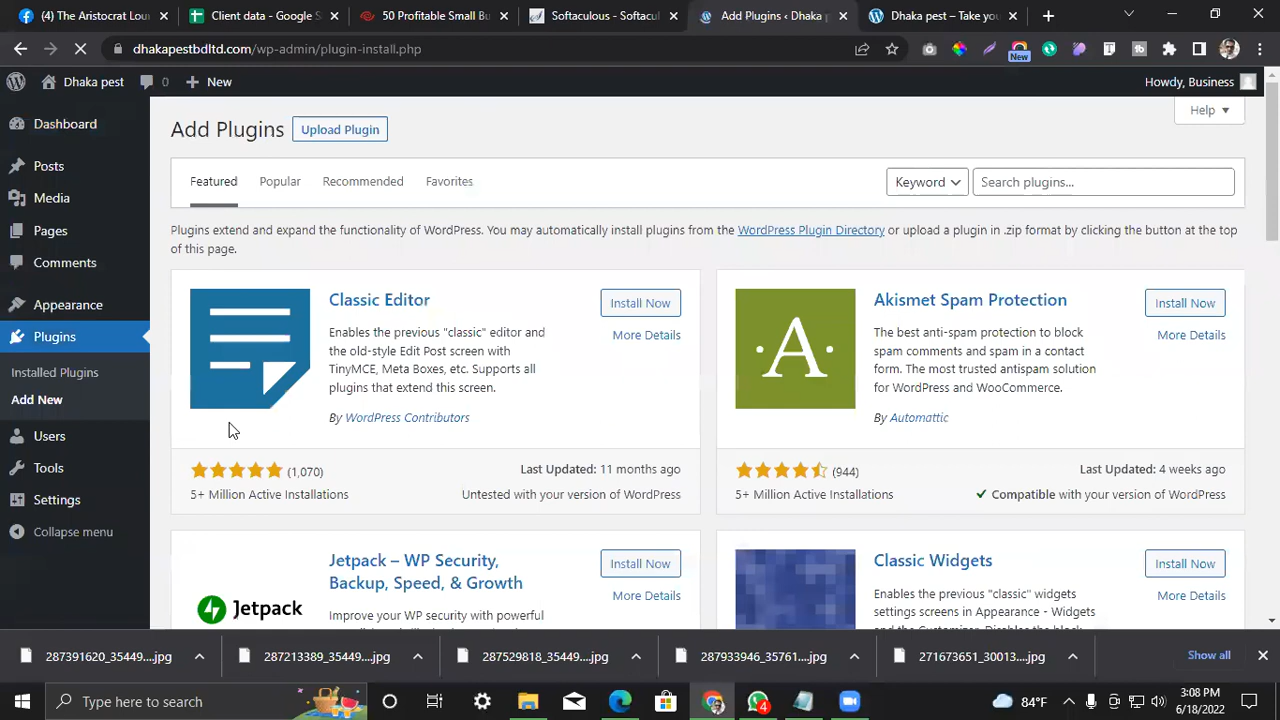 (4) The Aristocrat Lou
Client data - Google S
50 Profitable Small Bu
Softaculous - Softacul
Add Plugins ‹ Dhaka p
Dhaka pest – Take you
dhakapestbdltd.com/wp-admin/plugin-install.php
New
Dhaka pest
0
New
Howdy, Business
Dashboard
Posts
Media
Pages
Comments
Appearance
Plugins
Installed Plugins
Add New
Users
Tools
Settings
Collapse menu
Help
Add Plugins
Upload Plugin
Featured
Popular
Recommended
Favorites
Keyword
Search plugins...
Plugins extend and expand the functionality of WordPress. You may automatically install plugins from the WordPress Plugin Directory or upload a plugin in .zip format by clicking the button at the top
of this page.
Classic Editor
Install Now
More Details
Enables the previous "classic" editor and
the old-style Edit Post screen with
TinyMCE, Meta Boxes, etc. Supports all
plugins that extend this screen.
By WordPress Contributors
(1,070)
Last Updated: 11 months ago
5+ Million Active Installations
Untested with your version of WordPress
A
Akismet Spam Protection
Install Now
More Details
The best anti-spam protection to block
spam comments and spam in a contact
form. The most trusted antispam solution
for WordPress and WooCommerce.
By Automattic
(944)
Last Updated: 4 weeks ago
5+ Million Active Installations
Compatible with your version of WordPress
Jetpack
Jetpack – WP Security,
Backup, Speed, & Growth
Install Now
More Details
Improve your WP security with powerful
Classic Widgets
Install Now
More Details
Enables the previous "classic" widgets
settings screens in Appearance - Widgets
and the Customizer. Disables the block
287391620_35449....jpg
287213389_35449....jpg
287529818_35449....jpg
287933946_35761....jpg
271673651_30013....jpg
Show all
Type here to search
4
84°F
3:08 PM
6/18/2022